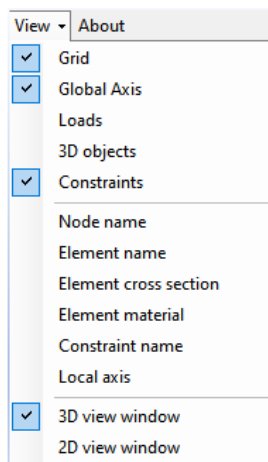 View About
Grid
Global Axis
Loads
3D objects
Constraints
Node name
Element name
Element cross section
Element material
Constraint name
Local axis
3D view window
2D view window